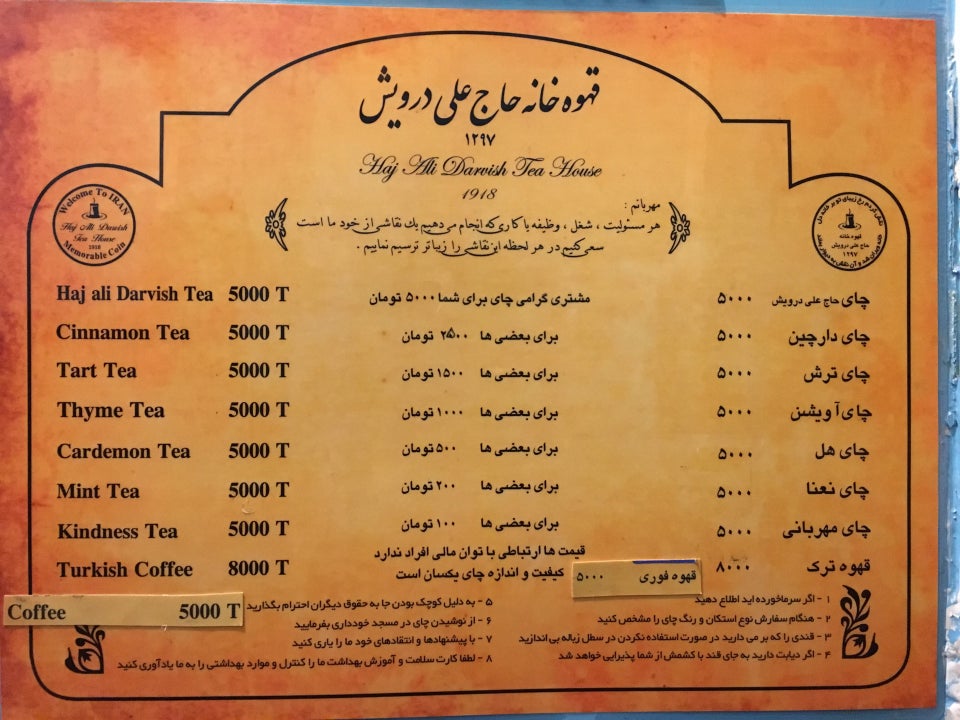 قهوه خانه حاج علی درویش
۱۲۹۷
Haj Ali Darvish Tea House
1918
Welcome To IRAN
Haj Ali Darvish
Tea House
1918
Memorable Coin
قهوه خانه
حاج علی درویش
۱۲۹۷
مهربانم :
هر مسئولیت ، شغل ، وظیفه یا کاری که انجام می دهیم یك نقاشی از خود ما است
سعی کنیم در هر لحظه این نقاشی را زیباتر ترسیم نماییم .
Haj ali Darvish Tea 5000 T
مشتری گرامی چای برای شما ۵۰۰۰ تومان
چای حاج علی درویش ۵۰۰۰
Cinnamon Tea 5000 T
برای بعضی ها ۲۵۰۰ تومان
چای دارچین ۵۰۰۰
Tart Tea 5000 T
برای بعضی ها ۱۵۰۰ تومان
چای ترش ۵۰۰۰
Thyme Tea 5000 T
برای بعضی ها ۱۰۰۰ تومان
چای آویشن ۵۰۰۰
Cardemon Tea 5000 T
برای بعضی ها ۵۰۰ تومان
چای هل ۵۰۰۰
Mint Tea 5000 T
برای بعضی ها ۲۰۰ تومان
چای نعنا ۵۰۰۰
Kindness Tea 5000 T
برای بعضی ها ۱۰۰ تومان
چای مهربانی ۵۰۰۰
Turkish Coffee 8000 T
قیمت ها ارتباطی با توان مالی افراد ندارد
کیفیت و اندازه چای یکسان است
قهوه ترک ۸۰۰۰
قهوه فوری ۵۰۰۰
Coffee 5000 T
۱ - اگر سرماخورده اید اطلاع دهید
۲ - هنگام سفارش نوع استکان و رنگ چای را مشخص کنید
۳ - قندی را که بر می دارید در صورت استفاده نکردن در سطل زباله بی اندازید
۴ - اگر دیابت دارید به جای قند با کشمش از شما پذیرایی خواهد شد
۵ - به دلیل کوچک بودن جا به حقوق دیگران احترام بگذارید
۶ - از نوشیدن چای در مسجد خودداری بفرمایید
۷ - با پیشنهادها و انتقادهای خود ما را یاری کنید
۸ - لطفا کارت سلامت و آموزش بهداشت ما را کنترل و موارد بهداشتی را به ما یادآوری کنید